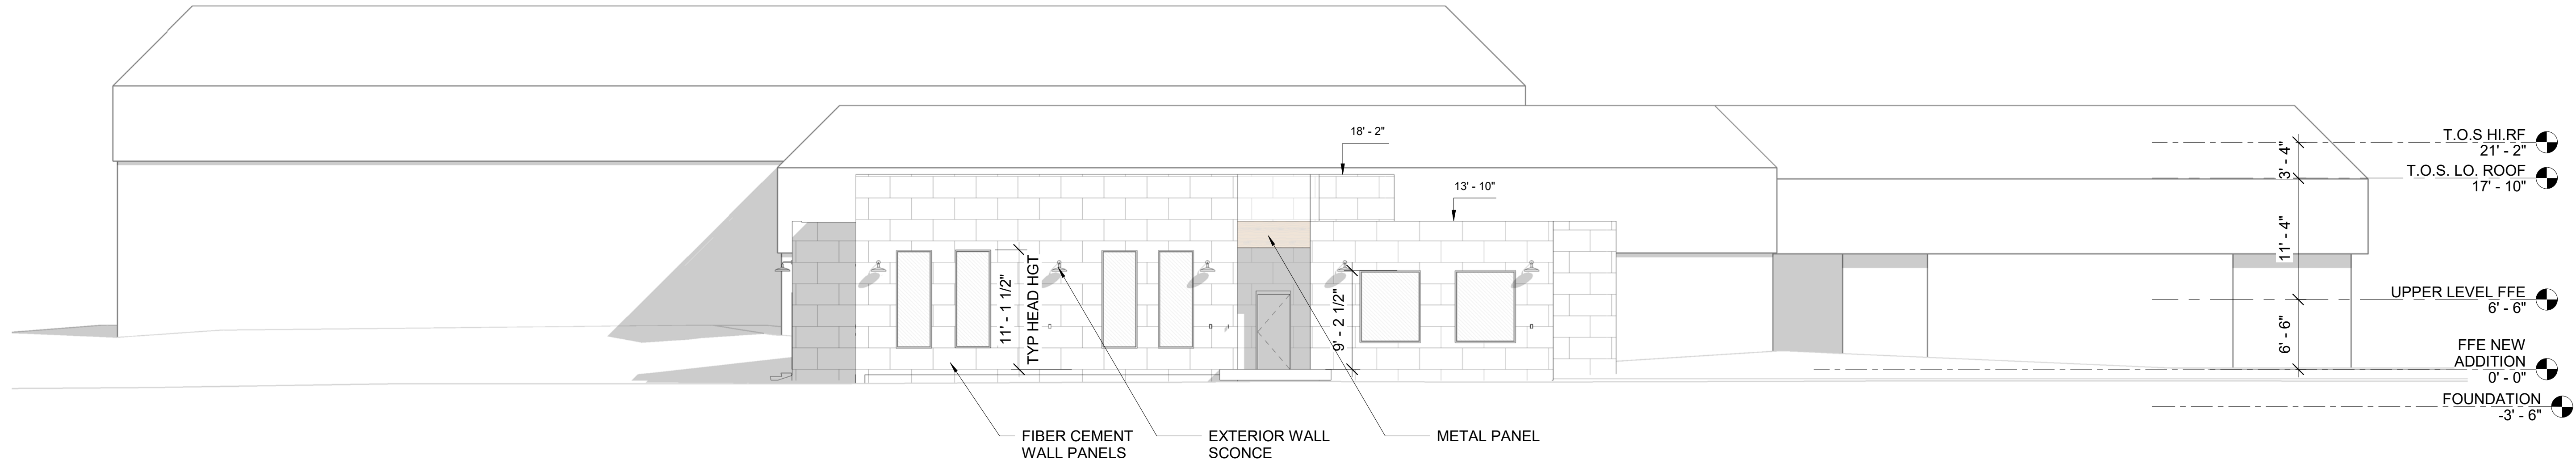 18' - 2"
13' - 10"
T.O.S HI.RF
21' - 2"
3' - 4"
T.O.S. LO. ROOF
17' - 10"
11' - 4"
UPPER LEVEL FFE
6' - 6"
6' - 6"
FFE NEW
ADDITION
0' - 0"
FOUNDATION
-3' - 6"
11' - 1 1/2"
TYP HEAD HGT
9' - 2 1/2"
FIBER CEMENT
WALL PANELS
EXTERIOR WALL
SCONCE
METAL PANEL